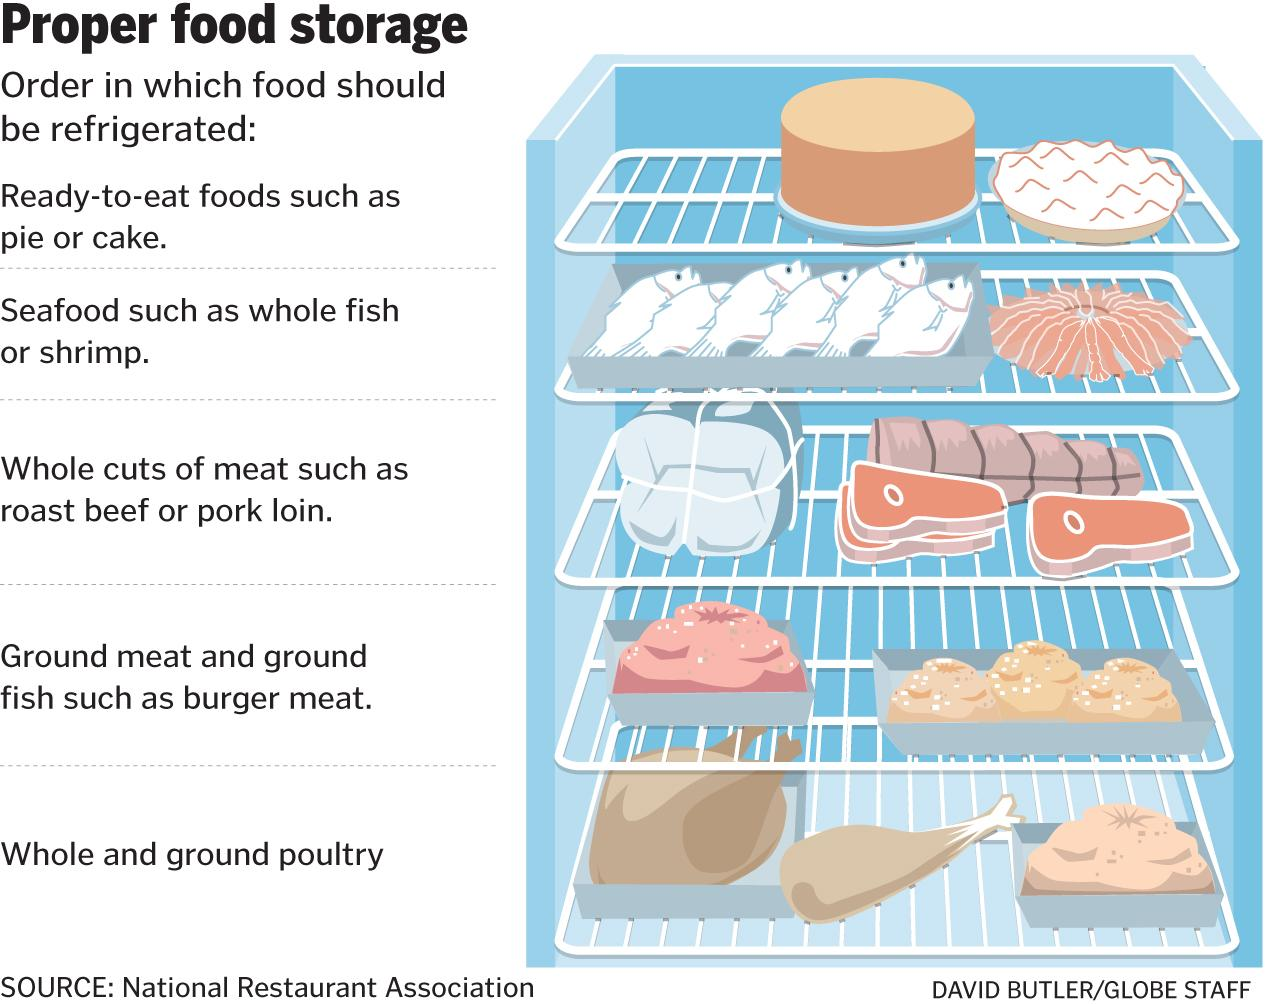 Proper food storage
Order in which food should
be refrigerated:
Ready-to-eat foods such as
pie or cake.
Seafood such as whole fish
or shrimp.
Whole cuts of meat such as
roast beef or pork loin.
Ground meat and ground
fish such as burger meat.
Whole and ground poultry
SOURCE: National Restaurant Association
DAVID BUTLER/GLOBE STAFF